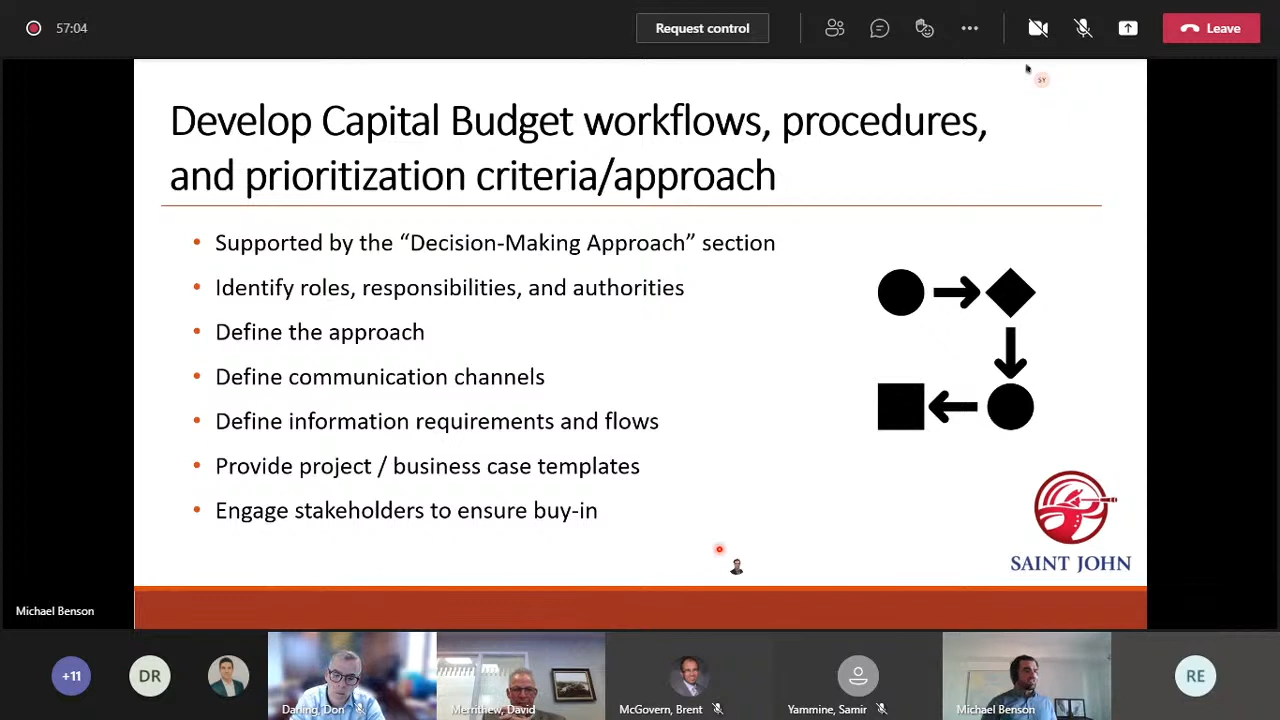 57:04
Request control
Leave
SY
Develop Capital Budget workflows, procedures,
and prioritization criteria/approach
• Supported by the “Decision-Making Approach” section
• Identify roles, responsibilities, and authorities
• Define the approach
• Define communication channels
• Define information requirements and flows
• Provide project / business case templates
• Engage stakeholders to ensure buy-in
SAINT JOHN
Michael Benson
+11
DR
Darling, Don
Merrithew, David
McGovern, Brent
Yammine, Samir
Michael Benson
RE